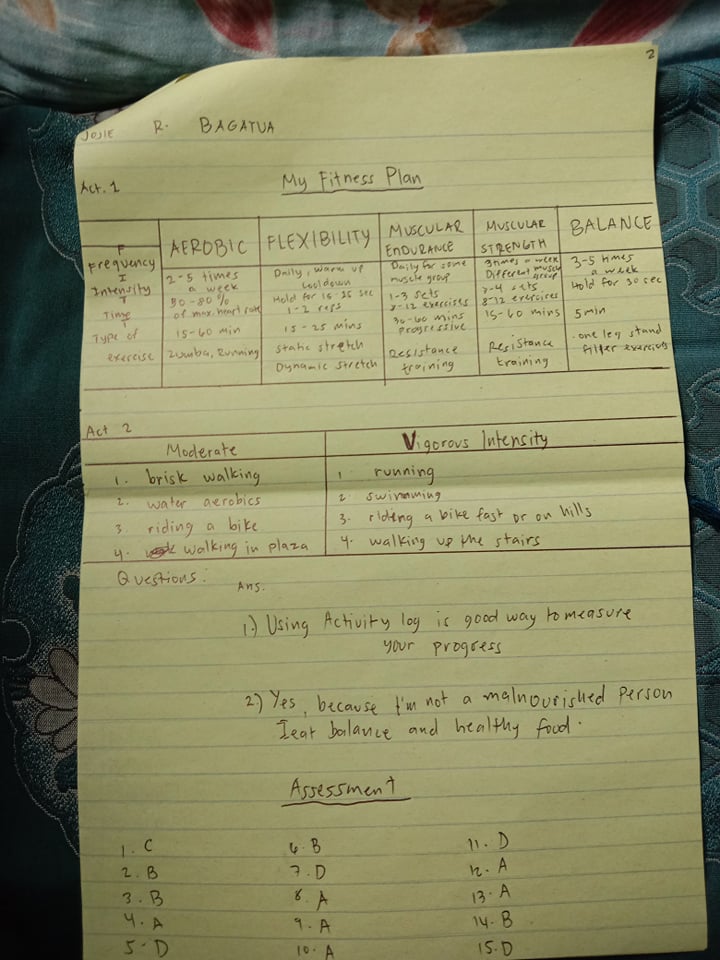 2
JOSIE R. BAGATUA
Act. 1
My Fitness Plan
F
Frequency
I
Intensity
T
Time
T
Type of
exercise
AEROBIC
2-5 times
a week
30-80%
of max. heart rate
15-60 min
Zumba, Running
FLEXIBILITY
Daily, warm up
cooldown
Hold for 15-25 sec
1-2 reps
15-25 mins
Static stretch
Dynamic stretch
MUSCULAR
ENDURANCE
Daily for some
muscle group
1-3 sets
8-12 exercises
30-60 mins
progressive
Resistance
training
MUSCULAR
STRENGTH
3 times a week
Different muscle
group
2-4 sets
8-12 exercises
15-60 mins
Resistance
training
BALANCE
3-5 times
a week
Hold for 30 sec
5 min
. one leg stand
exercises
Act 2
Moderate
1. brisk walking
2. water aerobics
3 riding a bike
4. walking in plaza
Vigorous Intensity
1 running
2 swimming
3. riding a bike fast or on hills
4. walking up the stairs
Questions:
Ans.
1.) Using Activity log is good way to measure
your progress
2.) Yes, because I'm not a malnourished person
I eat balance and healthy food.
Assessment
1. C
2. B
3. B
4. A
5. D
6. B
7. D
8. A
9. A
10. A
11. D
12. A
13. A
14. B
15. D